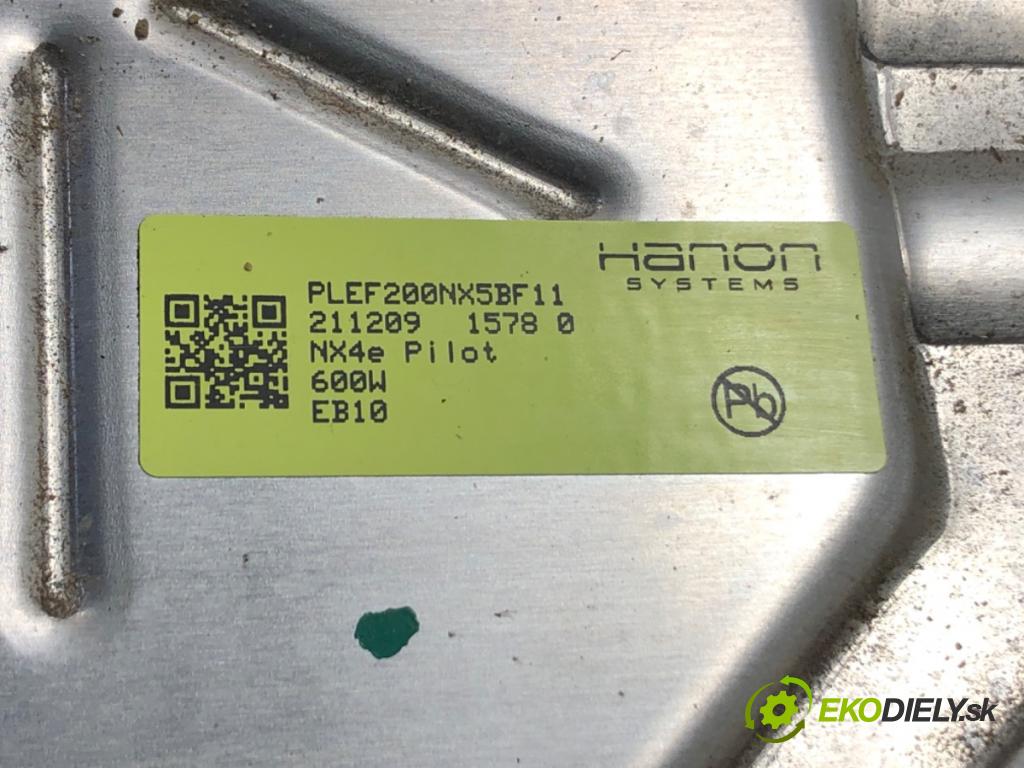 Hanon
SYSTEMS
PLEF200NX5BF11
211209 1578 0
NX4e Pilot
600W
EB10
Pb
EKODIELY.sk